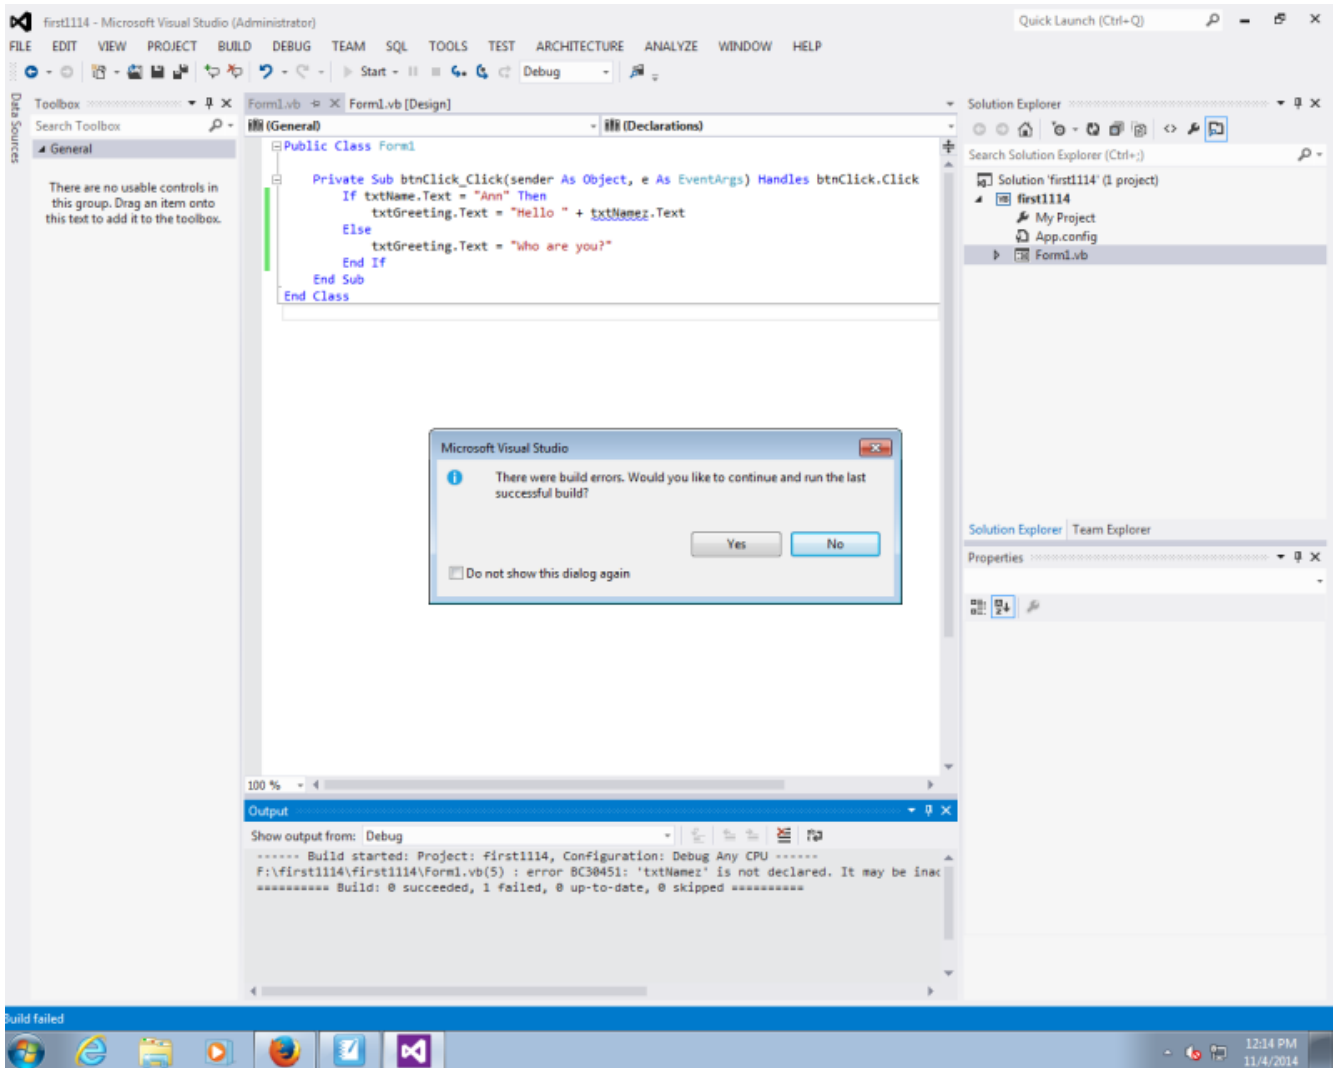 first1114 - Microsoft Visual Studio (Administrator)
Quick Launch (Ctrl+Q)
FILE EDIT VIEW PROJECT BUILD DEBUG TEAM SQL TOOLS TEST ARCHITECTURE ANALYZE WINDOW HELP
Start Debug
Data Sources
Toolbox
Search Toolbox
General
There are no usable controls in
this group. Drag an item onto
this text to add it to the toolbox.
Form1.vb Form1.vb [Design]
(General) (Declarations)
Public Class Form1
Private Sub btnClick_Click(sender As Object, e As EventArgs) Handles btnClick.Click
If txtName.Text = "Ann" Then
txtGreeting.Text = "Hello " + txtNamez.Text
Else
txtGreeting.Text = "Who are you?"
End If
End Sub
End Class
Microsoft Visual Studio
There were build errors. Would you like to continue and run the last
successful build?
Yes No
Do not show this dialog again
100 %
Output
Show output from: Debug
------ Build started: Project: first1114, Configuration: Debug Any CPU ------
F:\first1114\first1114\Form1.vb(5) : error BC30451: 'txtNamez' is not declared. It may be inac
========== Build: 0 succeeded, 1 failed, 0 up-to-date, 0 skipped ==========
Solution Explorer
Search Solution Explorer (Ctrl+;)
Solution 'first1114' (1 project)
first1114
My Project
App.config
Form1.vb
Solution Explorer Team Explorer
Properties
Build failed
12:14 PM
11/4/2014